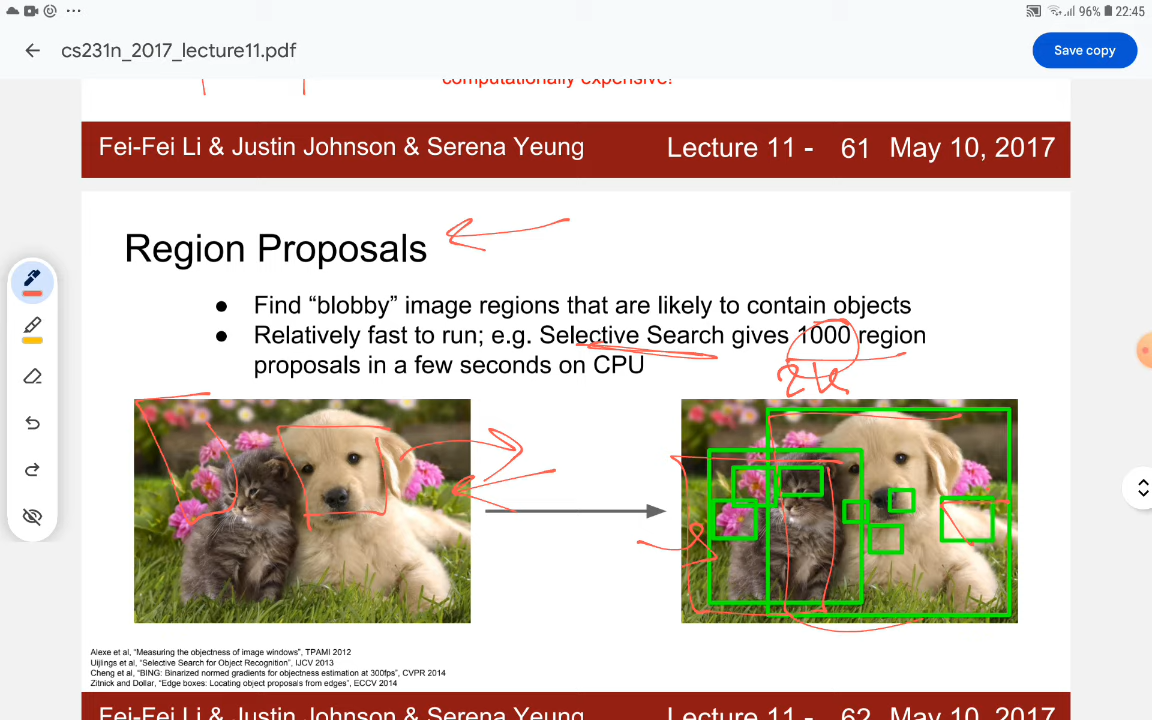 96% 22:45
cs231n_2017_lecture11.pdf
Save copy
computationally expensive!
Fei-Fei Li & Justin Johnson & Serena Yeung Lecture 11 - 61 May 10, 2017
Region Proposals
● Find “blobby” image regions that are likely to contain objects
● Relatively fast to run; e.g. Selective Search gives 1000 region
proposals in a few seconds on CPU
2k
Alexe et al, “Measuring the objectness of image windows”, TPAMI 2012
Uijlings et al, “Selective Search for Object Recognition”, IJCV 2013
Cheng et al, “BING: Binarized normed gradients for objectness estimation at 300fps”, CVPR 2014
Zitnick and Dollar, “Edge boxes: Locating object proposals from edges”, ECCV 2014
Fei-Fei Li & Justin Johnson & Serena Yeung Lecture 11 - 62 May 10, 2017